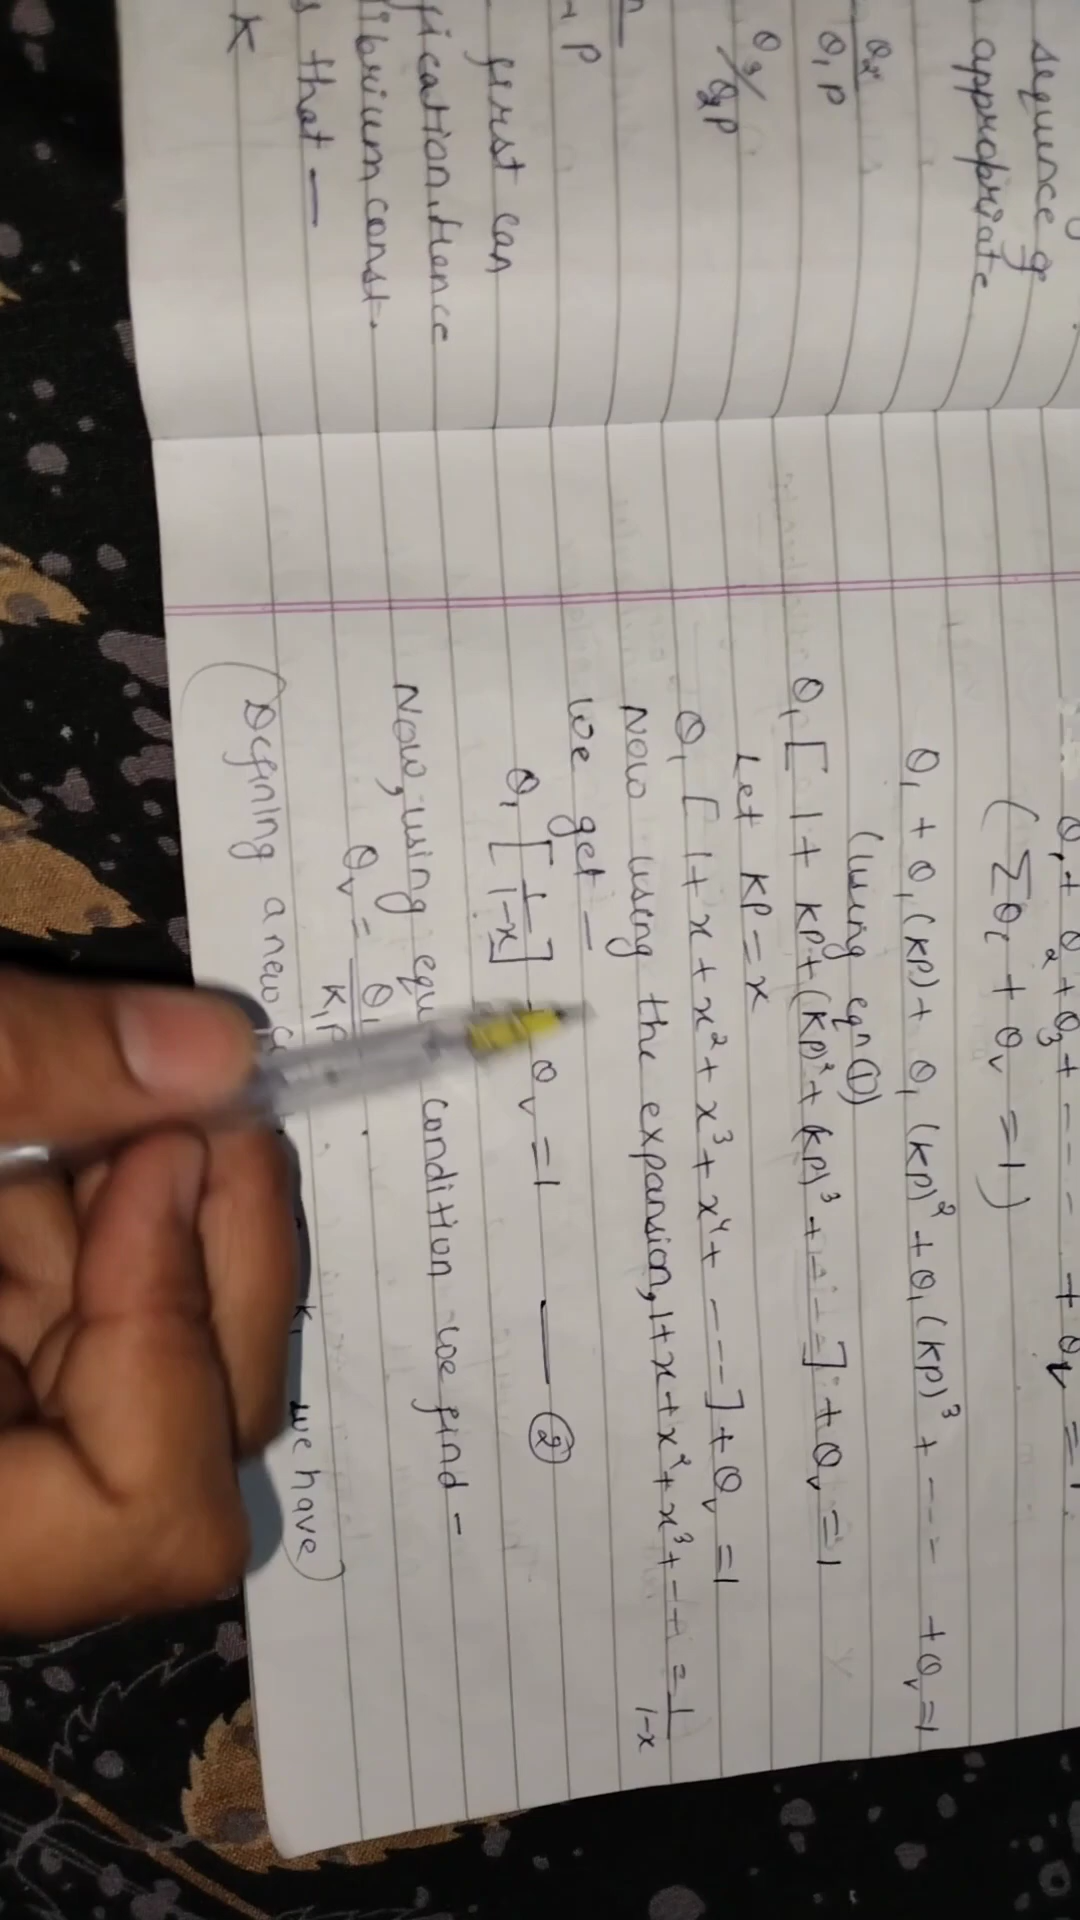 sequence of
appropriate
θ2
θ1P
θ3/
θ2P
P
first can
fication. Hence
ibrium const.
s that —
K
θ1 + θ2 + θ3 + ---- + θv = 1.
(Σθi + θv = 1)
θ1 + θ1 (KP) + θ1 (KP)² + θ1 (KP)³ + ---- + θv = 1
(using eqn ①)
θ1 [ 1 + KP + (KP)² + (KP)³ + ---- ] + θv = 1
Let KP = x
θ1 [ 1 + x + x² + x³ + x⁴ + ---- ] + θv = 1
Now using the expansion, 1 + x + x² + x³ + --- = 1/1-x
We get —
θ1 [ 1/1-x ] θv = 1 —— ②
Now, using equ condition we find -
θv = θ1/K1P
(Defining a new K1 we have)